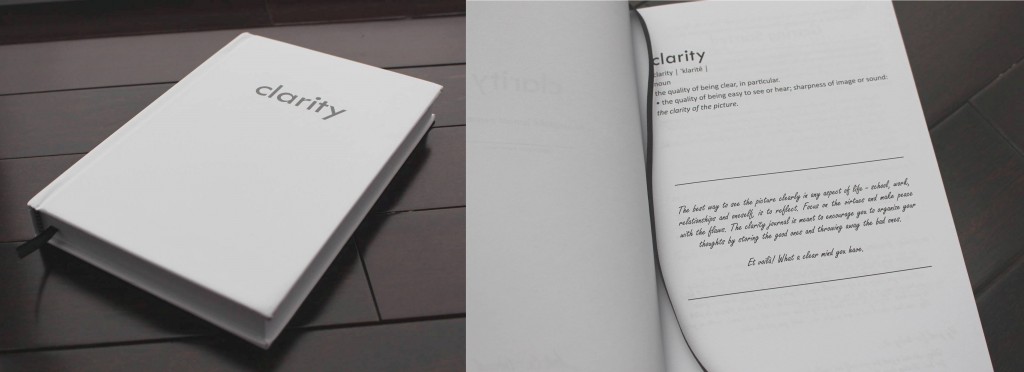 clarity
clarity
clarity | 'klaritē |
noun
the quality of being clear, in particular.
• the quality of being easy to see or hear; sharpness of image or sound:
the clarity of the picture.
The best way to see the picture clearly in any aspect of life - school, work,
relationships and oneself, is to reflect. Focus on the virtues and make peace
with the flaws. The clarity journal is meant to encourage you to organise your
thoughts by storing the good ones and throwing away the bad ones.
Et voilà! What a clear mind you have.